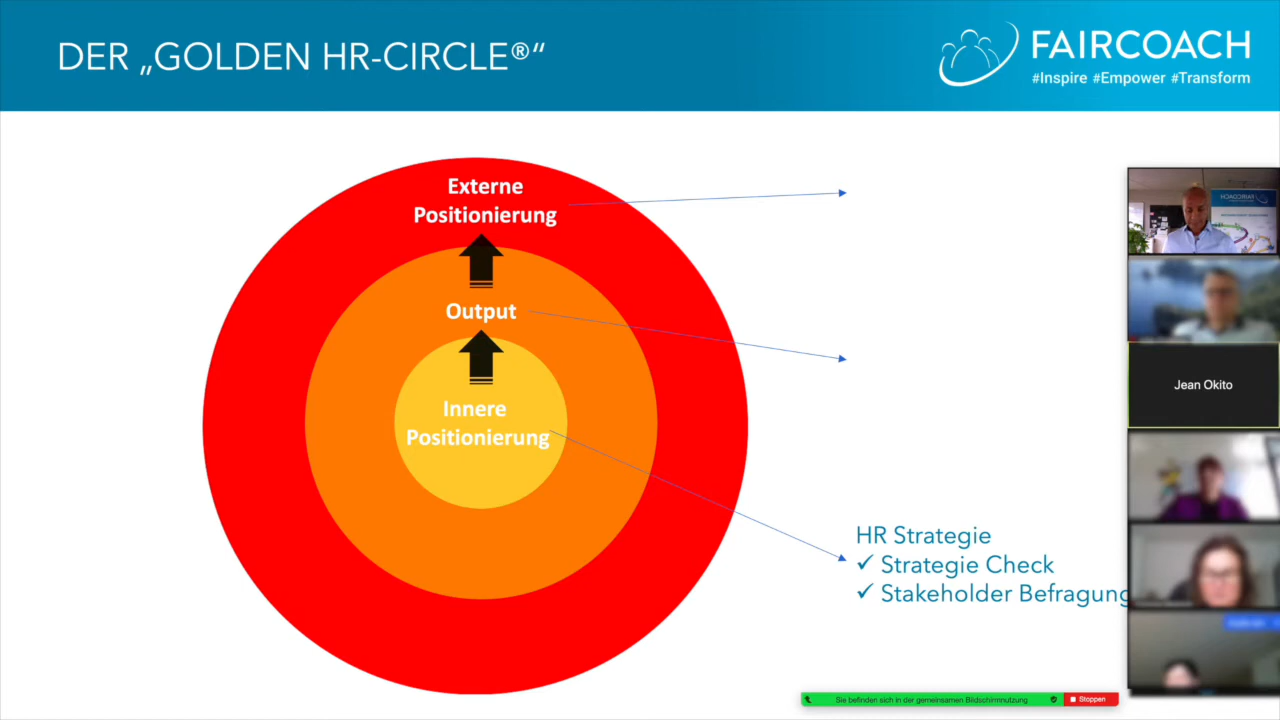 DER „GOLDEN HR-CIRCLE®“
FAIRCOACH
#Inspire #Empower #Transform
Externe
Positionierung
Output
Innere
Positionierung
HR Strategie
✓ Strategie Check
✓ Stakeholder Befragung
FAIRCOACH
Jean Okito
Sie befinden sich in der gemeinsamen Bildschirmnutzung
Stoppen